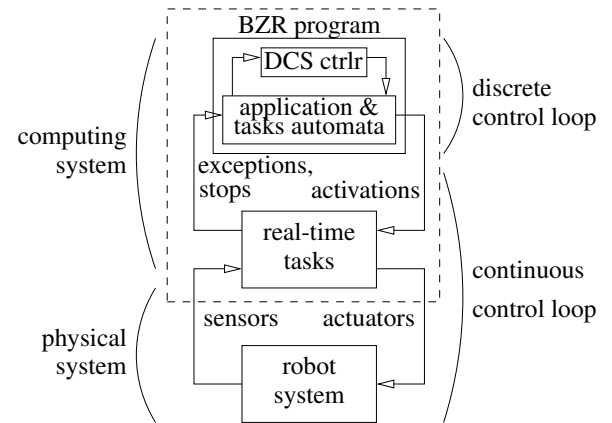 BZR program
DCS ctrlr
application &
tasks automata
discrete
control loop
computing
system
exceptions,
stops
activations
real-time
tasks
continuous
control loop
sensors
actuators
physical
system
robot
system